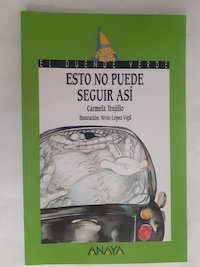 EL DUENDE VERDE
ESTO NO PUEDE
SEGUIR ASÍ
Carmela Trujillo
Ilustración: Nivio López Vigil
ANAYA